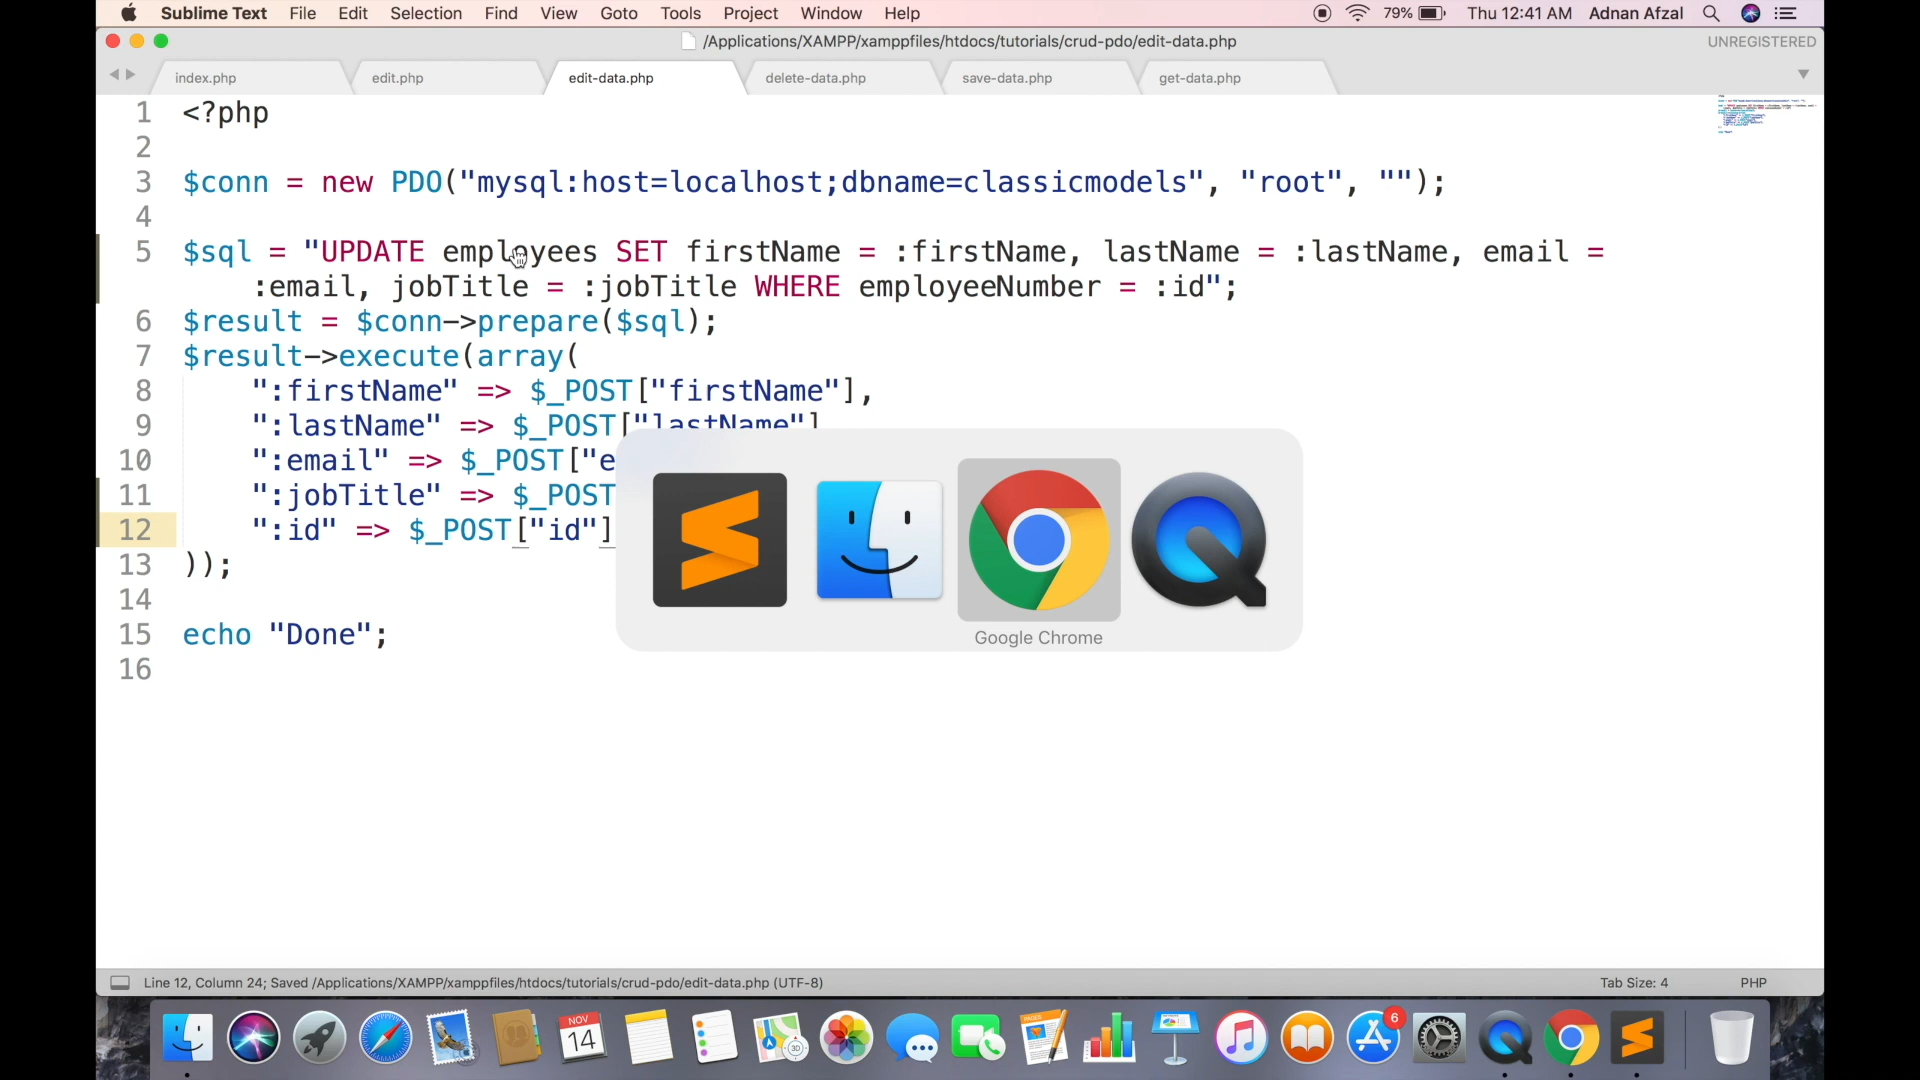 Sublime Text File Edit Selection Find View Goto Tools Project Window Help 79% Thu 12:41 AM Adnan Afzal
/Applications/XAMPP/xamppfiles/htdocs/tutorials/crud-pdo/edit-data.php UNREGISTERED
index.php edit.php edit-data.php delete-data.php save-data.php get-data.php
1 <?php
2
3 $conn = new PDO("mysql:host=localhost;dbname=classicmodels", "root", "");
4
5 $sql = "UPDATE employees SET firstName = :firstName, lastName = :lastName, email =
:email, jobTitle = :jobTitle WHERE employeeNumber = :id";
6 $result = $conn->prepare($sql);
7 $result->execute(array(
8 ":firstName" => $_POST["firstName"],
9 ":lastName" => $_POST["lastName"]
10 ":email" => $_POST["e
11 ":jobTitle" => $_POST
12 ":id" => $_POST["id"]
13 ));
14
15 echo "Done";
16
Google Chrome
Line 12, Column 24; Saved /Applications/XAMPP/xamppfiles/htdocs/tutorials/crud-pdo/edit-data.php (UTF-8) Tab Size: 4 PHP
NOV
14
6